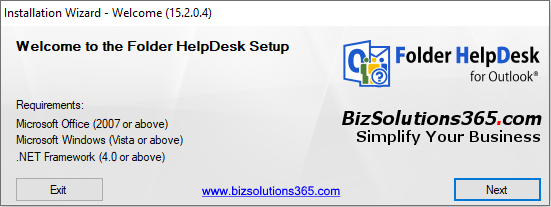 Installation Wizard - Welcome (15.2.0.4)
Welcome to the Folder HelpDesk Setup
Folder HelpDesk
for Outlook®
Requirements:
Microsoft Office (2007 or above)
Microsoft Windows (Vista or above)
.NET Framework (4.0 or above)
BizSolutions365.com
Simplify Your Business
Exit
www.bizsolutions365.com
Next